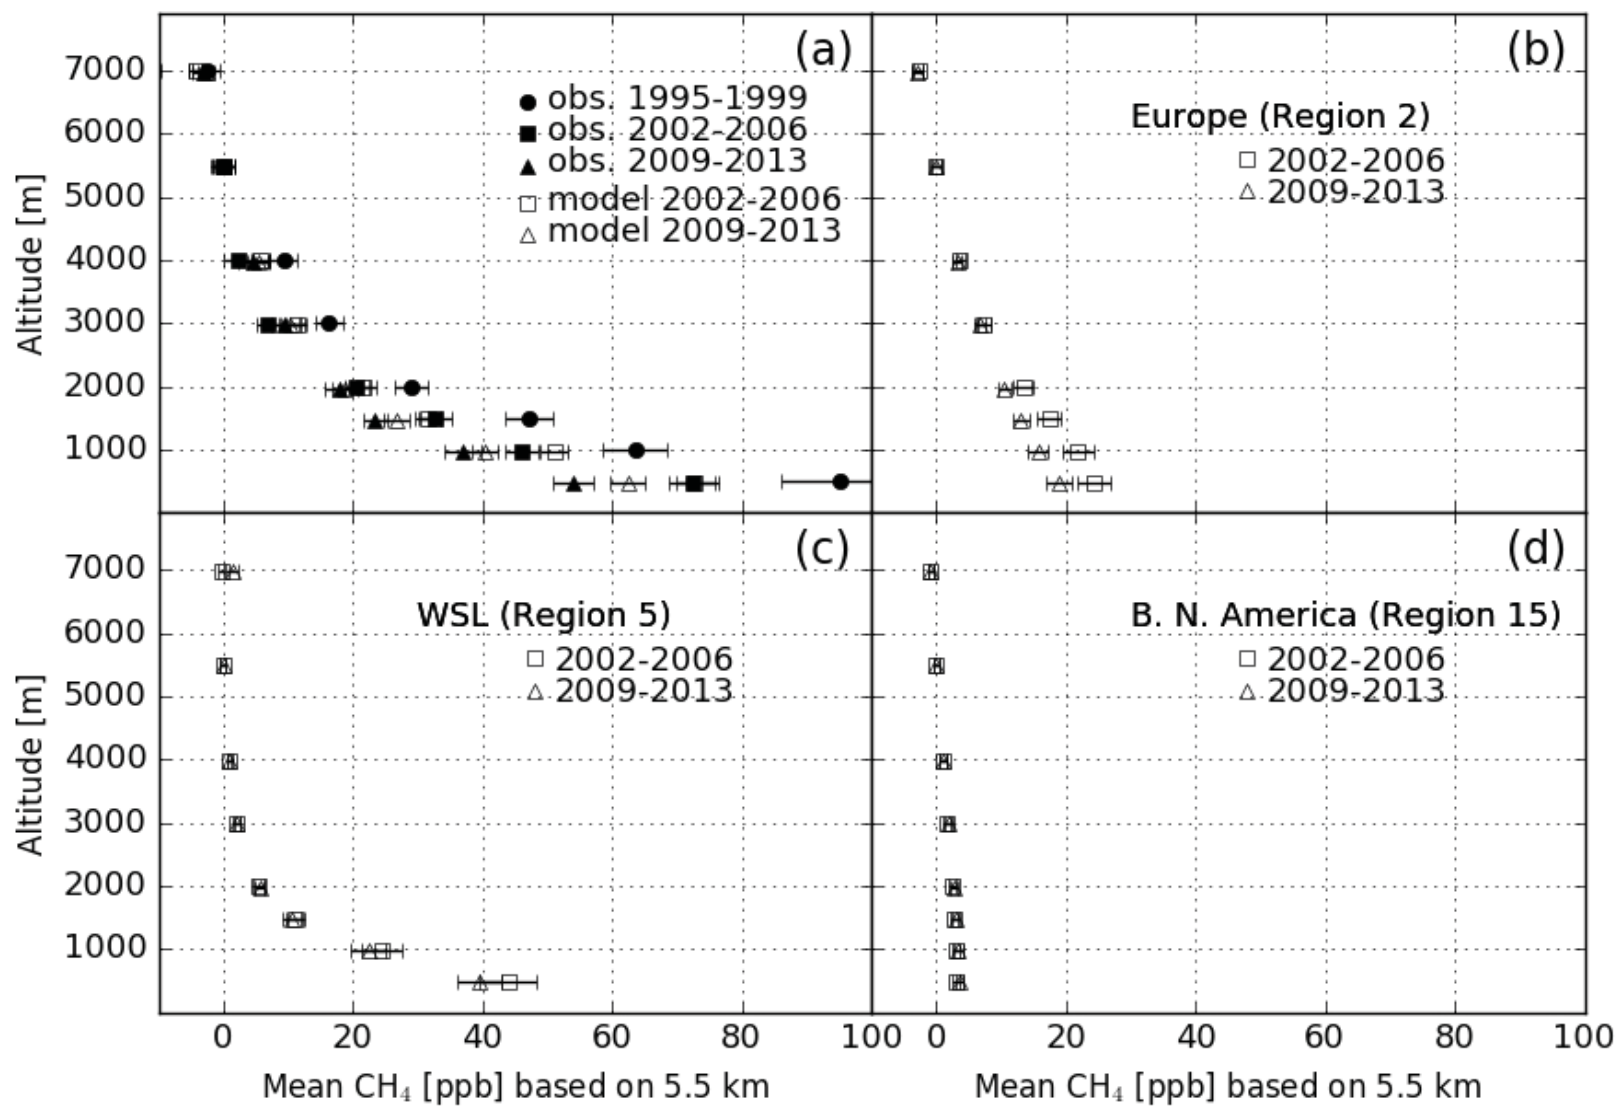 (a)
(b)
7000
6000
5000
4000
3000
2000
1000
Altitude [m]
obs. 1995-1999
obs. 2002-2006
obs. 2009-2013
model 2002-2006
model 2009-2013
Europe (Region 2)
2002-2006
2009-2013
(c)
(d)
7000
6000
5000
4000
3000
2000
1000
Altitude [m]
WSL (Region 5)
2002-2006
2009-2013
B. N. America (Region 15)
2002-2006
2009-2013
0 20 40 60 80 100 0 20 40 60 80 100
Mean CH₄ [ppb] based on 5.5 km
Mean CH₄ [ppb] based on 5.5 km